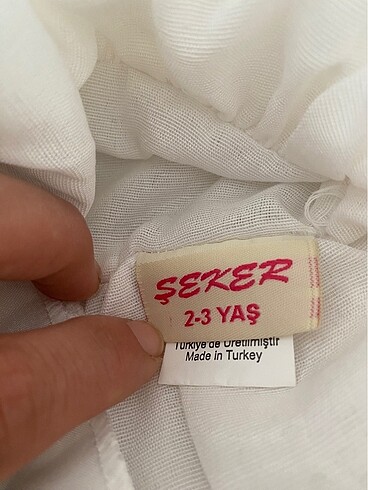 ŞEKER
2-3 YAŞ
Türkiye'de Üretilmiştir
Made in Turkey